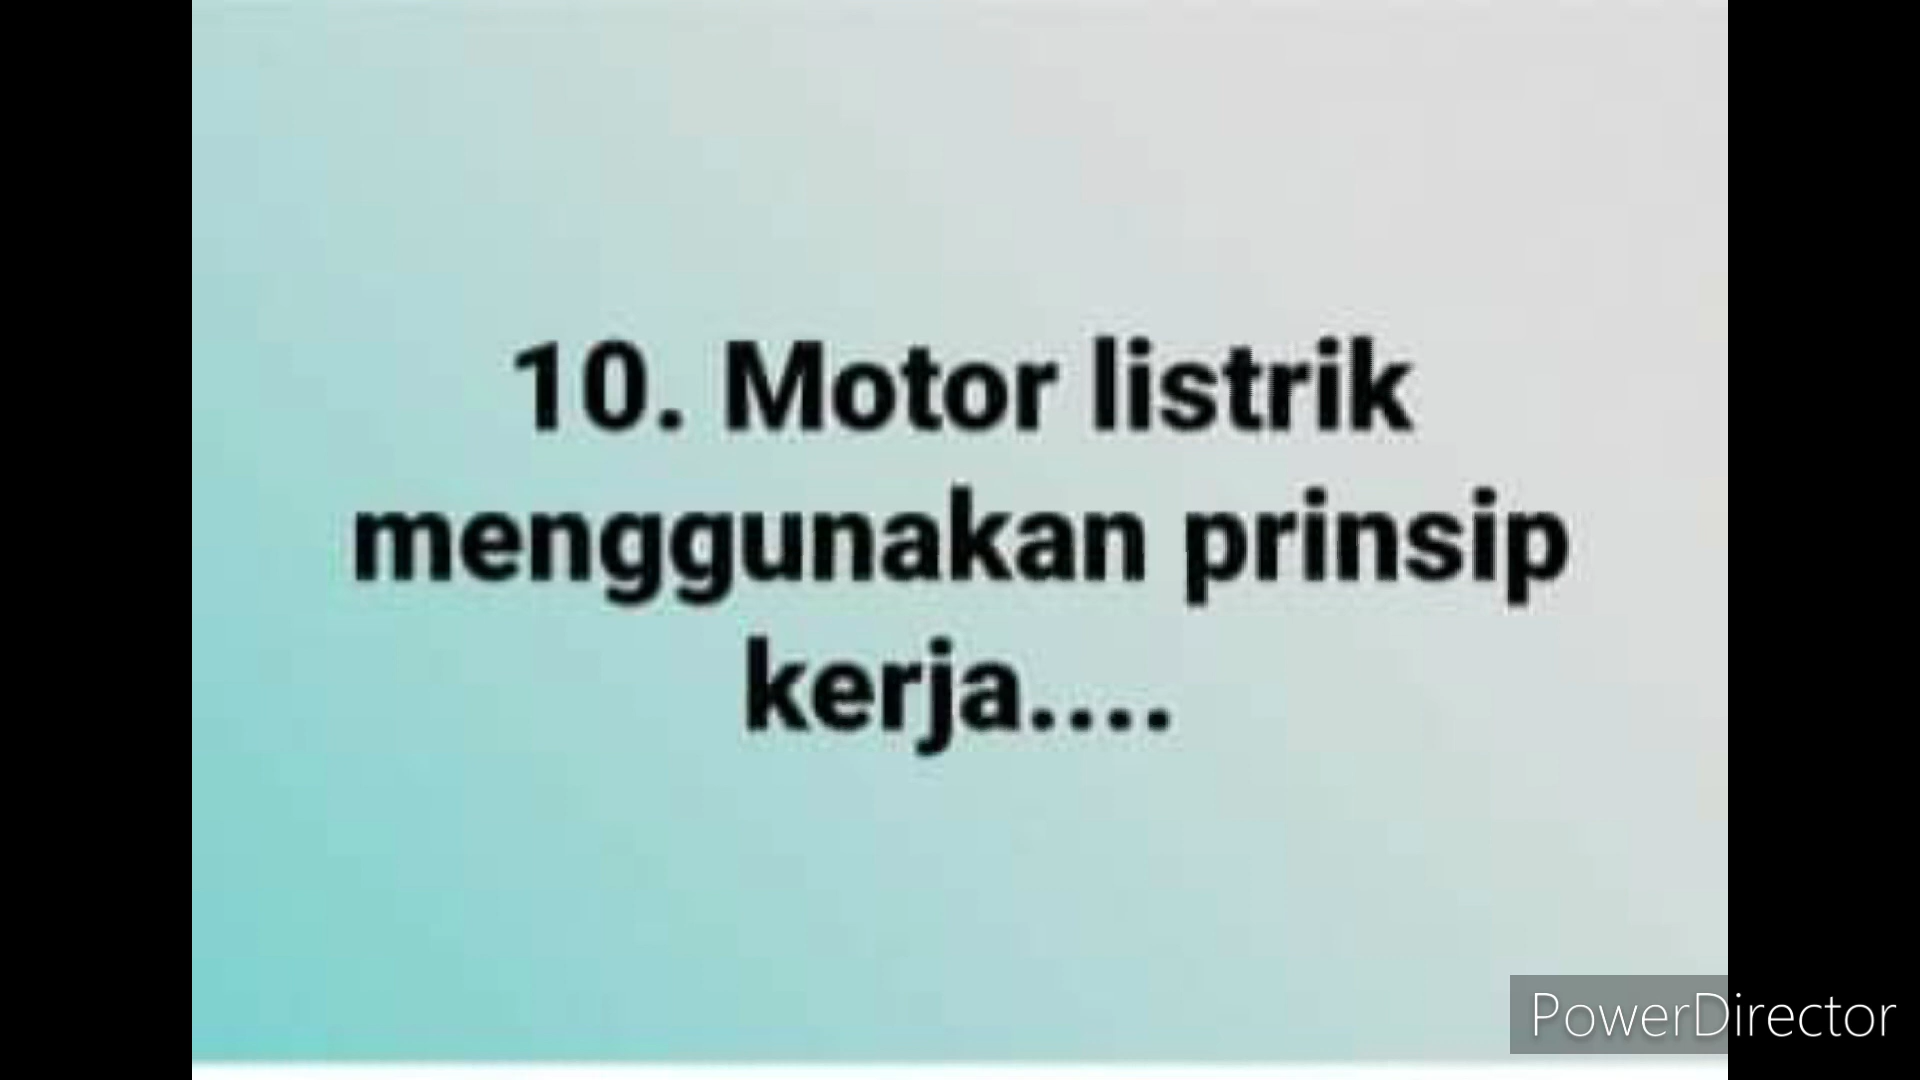 10. Motor listrik
menggunakan prinsip
kerja....
PowerDirector